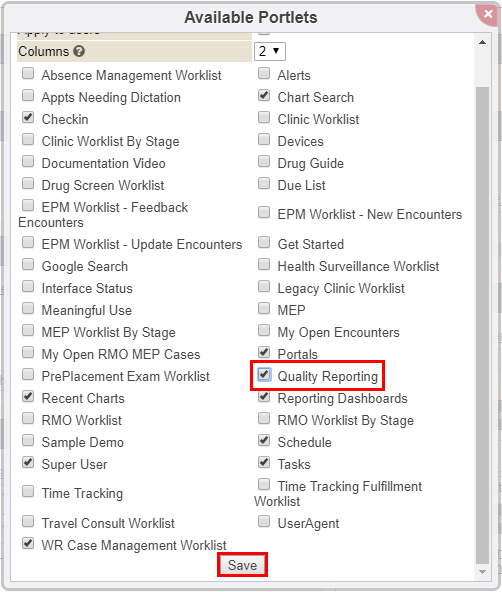 Available Portlets
Apply to users
Columns
2
Absence Management Worklist
Alerts
Appts Needing Dictation
Chart Search
Checkin
Clinic Worklist
Clinic Worklist By Stage
Devices
Documentation Video
Drug Guide
Drug Screen Worklist
Due List
EPM Worklist - Feedback
Encounters
EPM Worklist - New Encounters
EPM Worklist - Update Encounters
Get Started
Google Search
Health Surveillance Worklist
Interface Status
Legacy Clinic Worklist
Meaningful Use
MEP
MEP Worklist By Stage
My Open Encounters
My Open RMO MEP Cases
Portals
PrePlacement Exam Worklist
Quality Reporting
Recent Charts
Reporting Dashboards
RMO Worklist
RMO Worklist By Stage
Sample Demo
Schedule
Super User
Tasks
Time Tracking
Time Tracking Fulfillment
Worklist
Travel Consult Worklist
UserAgent
WR Case Management Worklist
Save